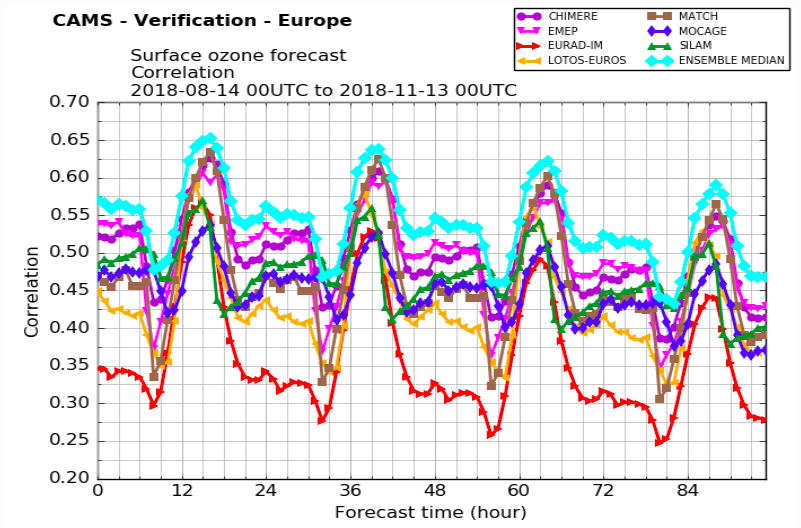 CAMS - Verification - Europe
Surface ozone forecast
Correlation
2018-08-14 00UTC to 2018-11-13 00UTC
CHIMERE
EMEP
EURAD-IM
LOTOS-EUROS
MATCH
MOCAGE
SILAM
ENSEMBLE MEDIAN
Correlation
0.70
0.65
0.60
0.55
0.50
0.45
0.40
0.35
0.30
0.25
0.20
0 12 24 36 48 60 72 84
Forecast time (hour)